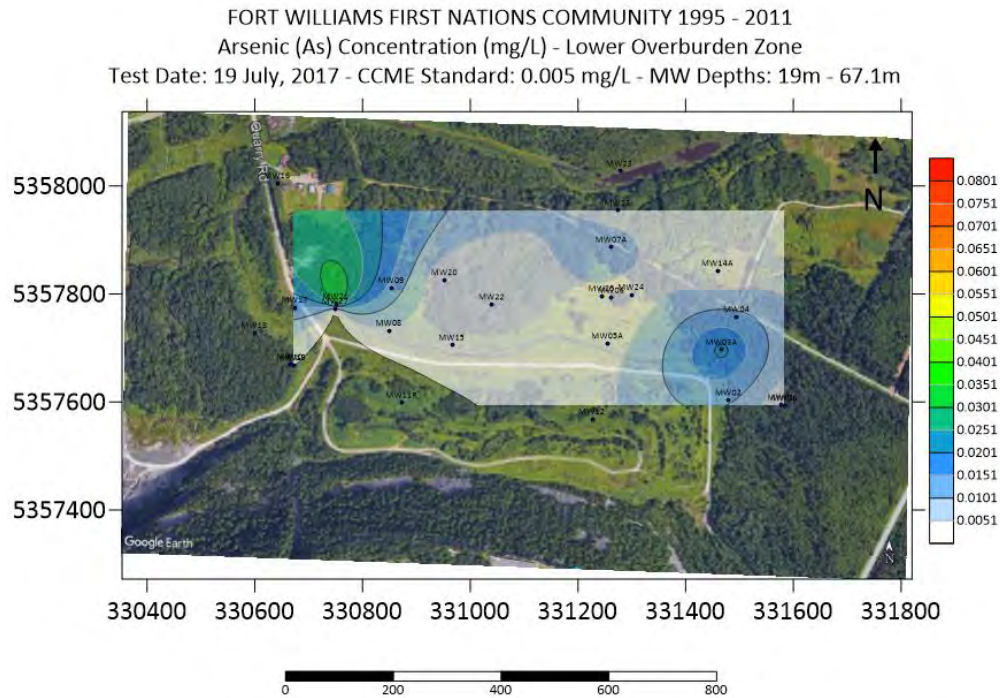 FORT WILLIAMS FIRST NATIONS COMMUNITY 1995 - 2011
Arsenic (As) Concentration (mg/L) - Lower Overburden Zone
Test Date: 19 July, 2017 - CCME Standard: 0.005 mg/L - MW Depths: 19m - 67.1m
5358000
5357800
5357600
5357400
Quarry Rd
MW16
MW23
N
MW07A
MW14A
MW09
MW20
MW22
MW24
MW04
MW08
MW15
MW05A
MW03A
MW18
MW11R
MW02
MW12
Google Earth
N
0.0801
0.0751
0.0701
0.0651
0.0601
0.0551
0.0501
0.0451
0.0401
0.0351
0.0301
0.0251
0.0201
0.0151
0.0101
0.0051
330400 330600 330800 331000 331200 331400 331600 331800
0 200 400 600 800